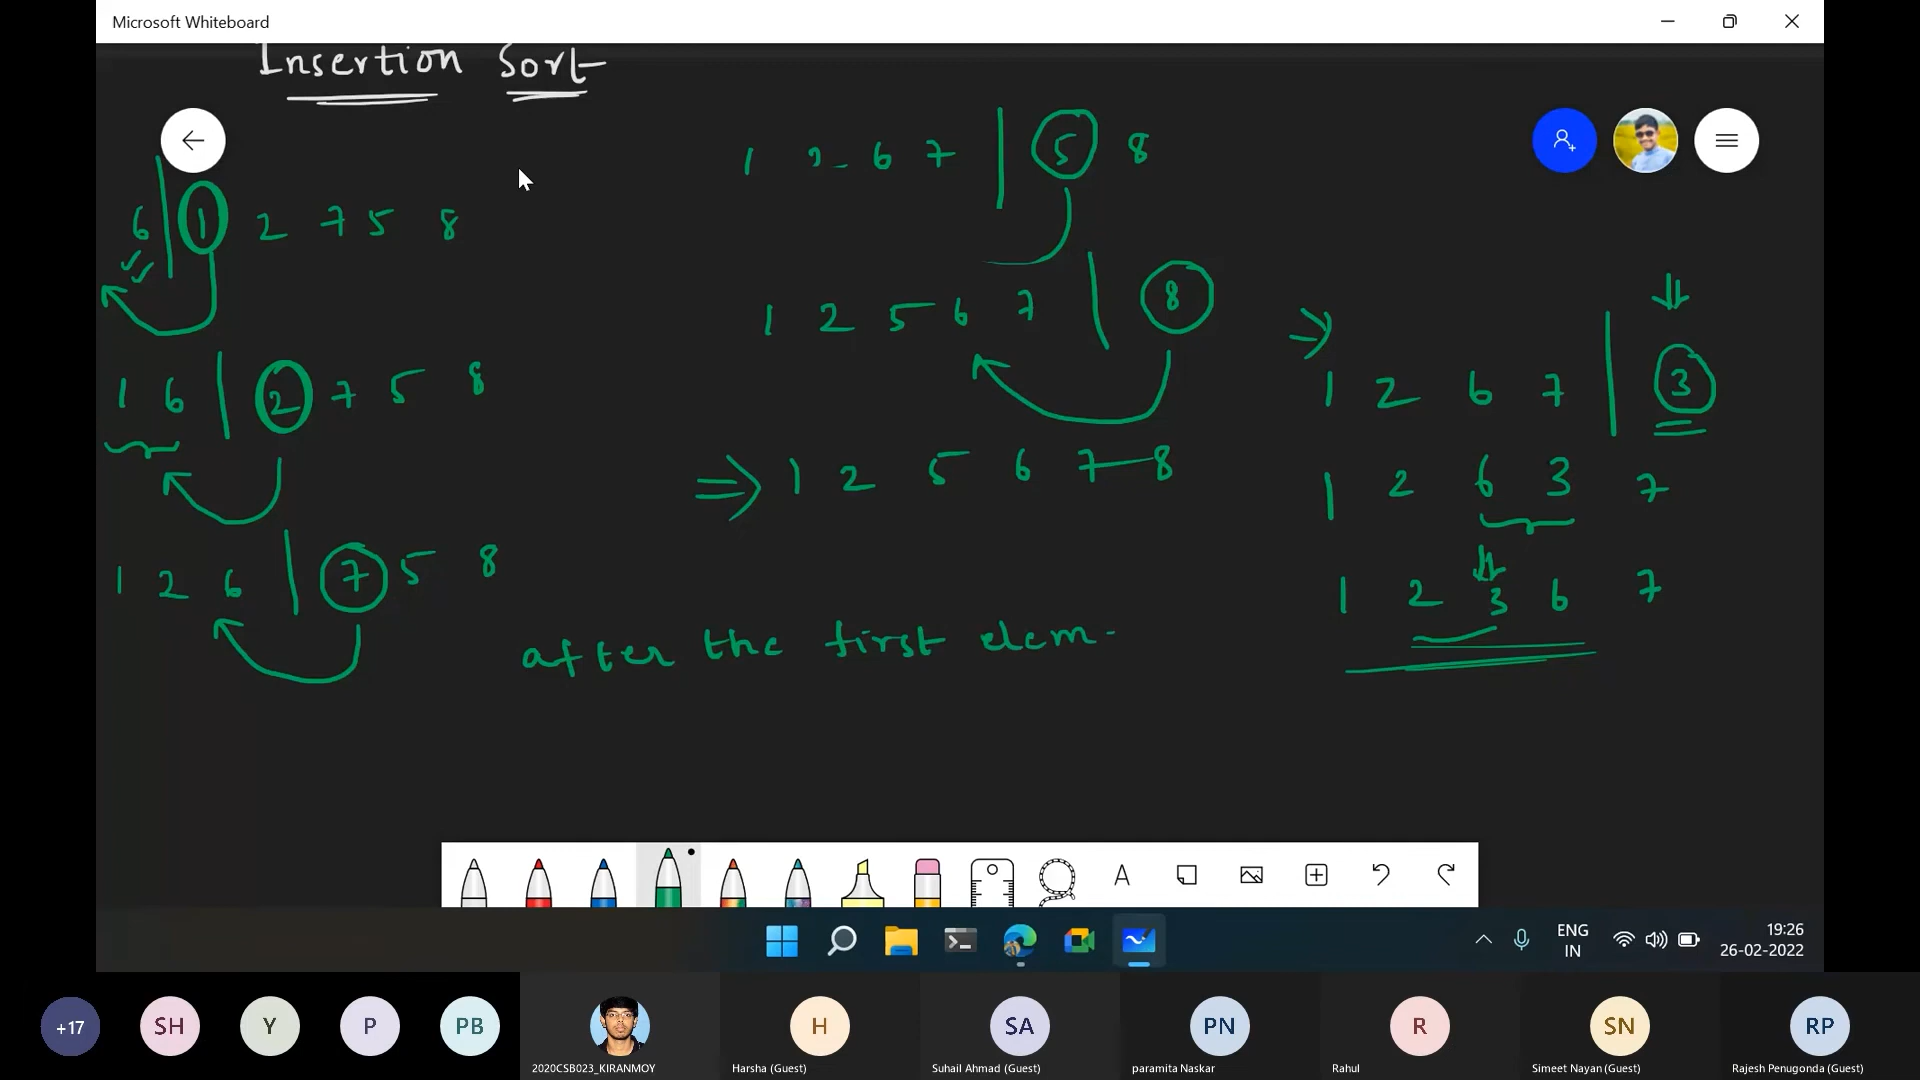 Microsoft Whiteboard
Insertion Sort
6 | 1 2 7 5 8
1 6 | 2 7 5 8
1 2 6 | 7 5 8
1 2 6 7 | 5 8
1 2 5 6 7 | 8
⇒ 1 2 5 6 7 8
after the first elem.
⇒
1 2 6 7 | 3
1 2 6 3 7
1 2 3 6 7
A
ENG
IN
19:26
26-02-2022
+17
SH
Y
P
PB
2020CSB023_KIRANMOY
H
Harsha (Guest)
SA
Suhail Ahmad (Guest)
PN
paramita Naskar
R
Rahul
SN
Simeet Nayan (Guest)
RP
Rajesh Penugonda (Guest)